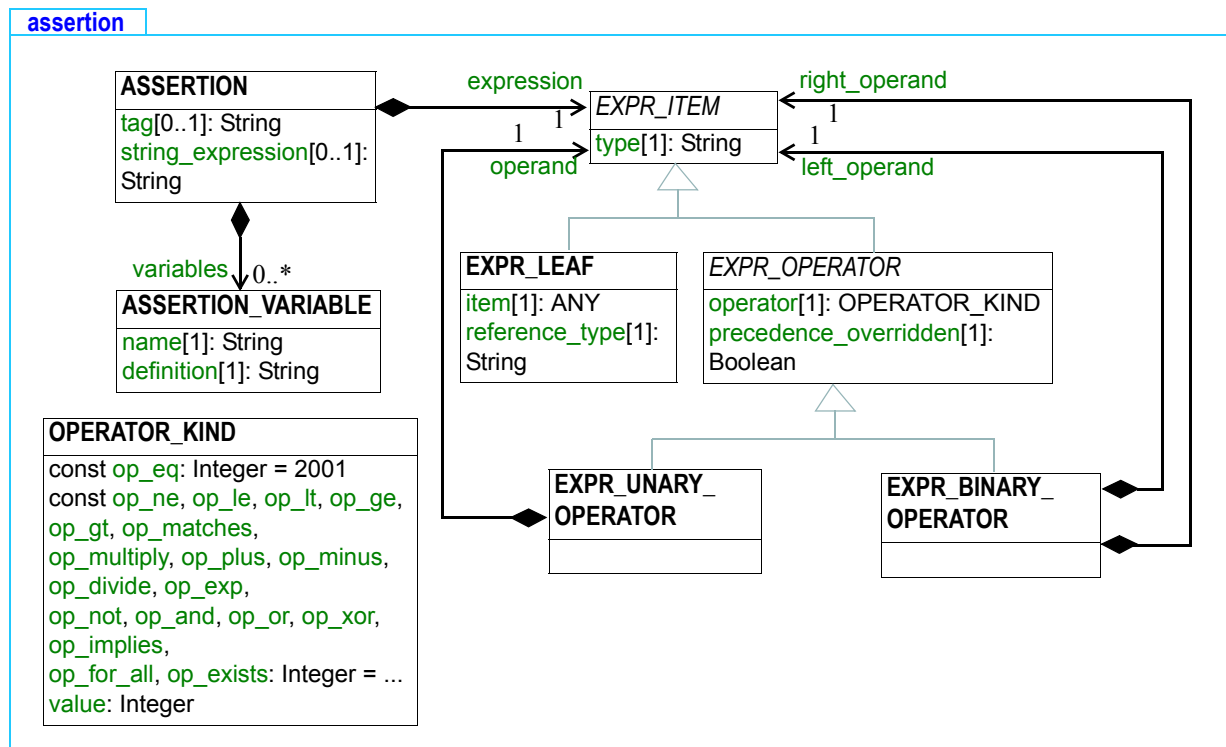 assertion
ASSERTION
tag[0..1]: String
string_expression[0..1]:
String
expression
1
EXPR_ITEM
type[1]: String
right_operand
1
1
left_operand
1
operand
variables
0..*
ASSERTION_VARIABLE
name[1]: String
definition[1]: String
EXPR_LEAF
item[1]: ANY
reference_type[1]:
String
EXPR_OPERATOR
operator[1]: OPERATOR_KIND
precedence_overridden[1]:
Boolean
OPERATOR_KIND
const op_eq: Integer = 2001
const op_ne, op_le, op_lt, op_ge,
op_gt, op_matches,
op_multiply, op_plus, op_minus,
op_divide, op_exp,
op_not, op_and, op_or, op_xor,
op_implies,
op_for_all, op_exists: Integer = ...
value: Integer
EXPR_UNARY_
OPERATOR
EXPR_BINARY_
OPERATOR